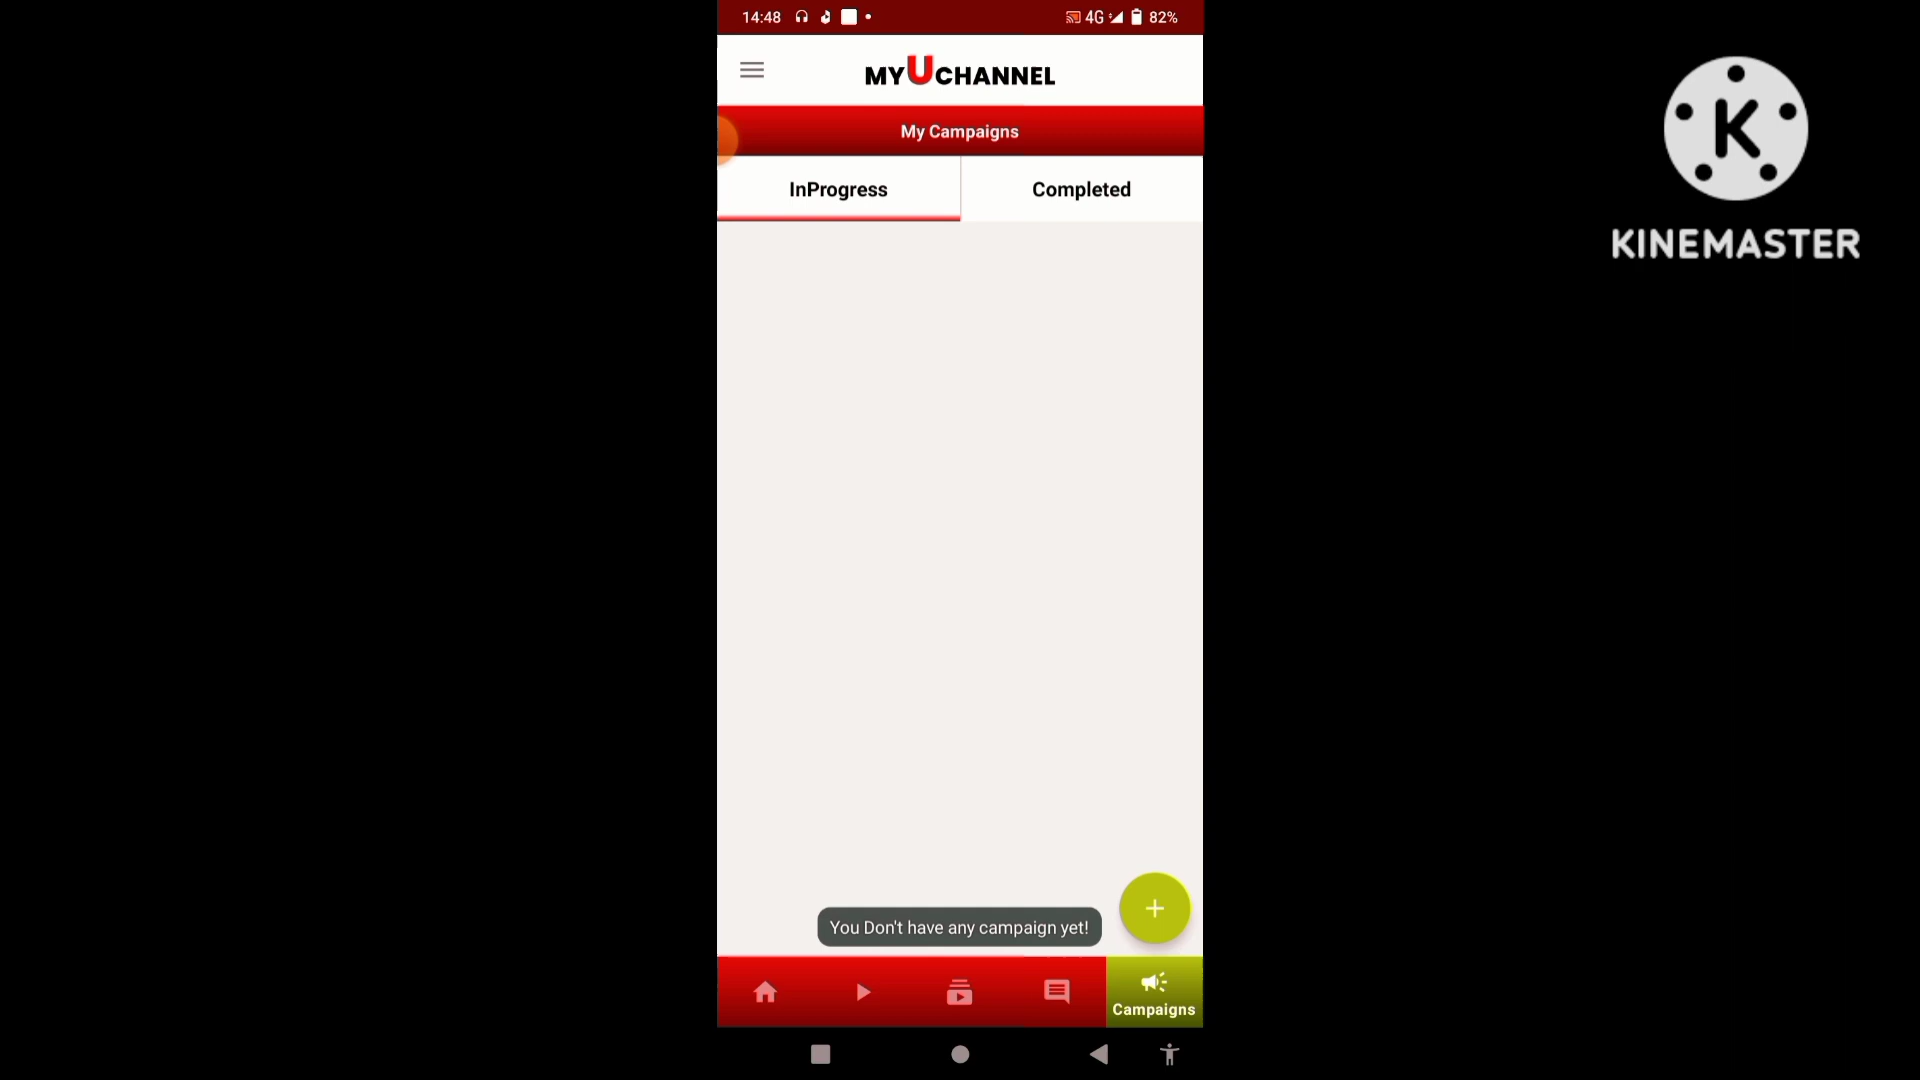 14:48
4G
82%
MYUCHANNEL
My Campaigns
InProgress
Completed
You Don't have any campaign yet!
Campaigns
K
KINEMASTER